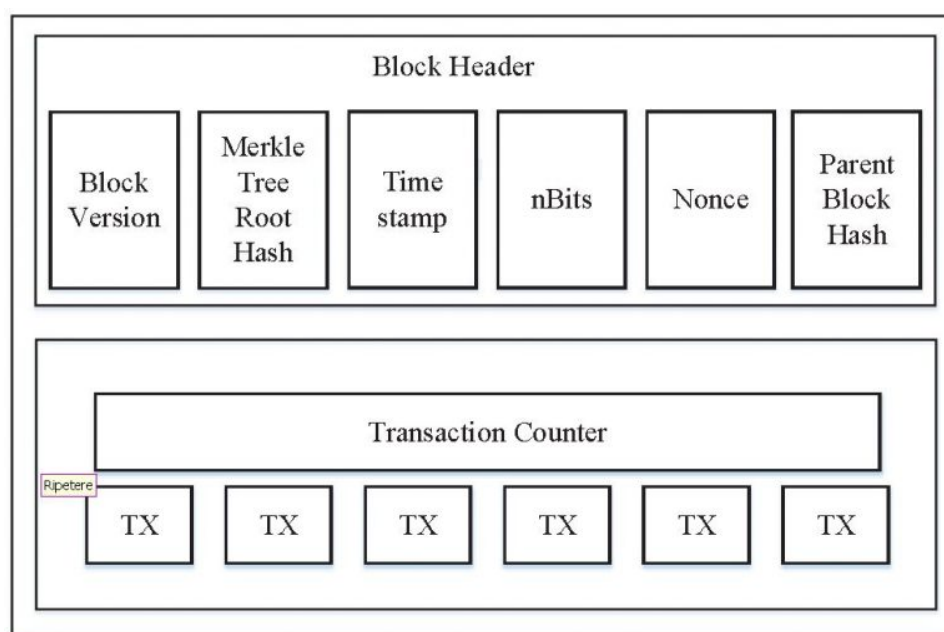 Block Header
Block
Version
Merkle
Tree
Root
Hash
Time
stamp
nBits
Nonce
Parent
Block
Hash
Transaction Counter
Ripetere
TX TX TX TX TX TX